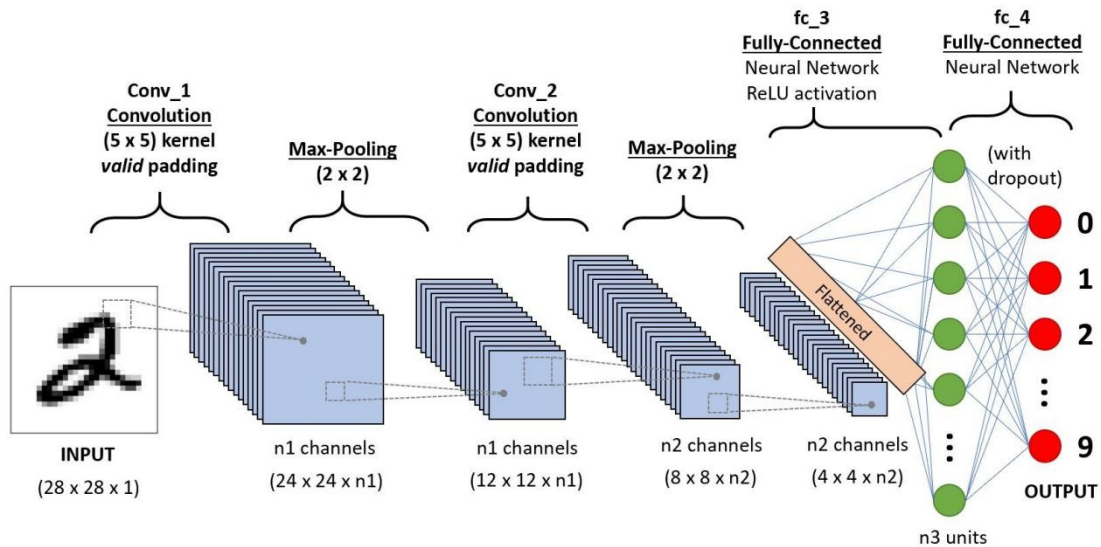 fc_3
Fully-Connected
Neural Network
ReLU activation
fc_4
Fully-Connected
Neural Network
Conv_1
Convolution
(5 x 5) kernel
valid padding
Max-Pooling
(2 x 2)
Conv_2
Convolution
(5 x 5) kernel
valid padding
Max-Pooling
(2 x 2)
(with
dropout)
2
Flattened
0
1
2
9
INPUT
(28 x 28 x 1)
n1 channels
(24 x 24 x n1)
n1 channels
(12 x 12 x n1)
n2 channels
(8 x 8 x n2)
n2 channels
(4 x 4 x n2)
OUTPUT
n3 units